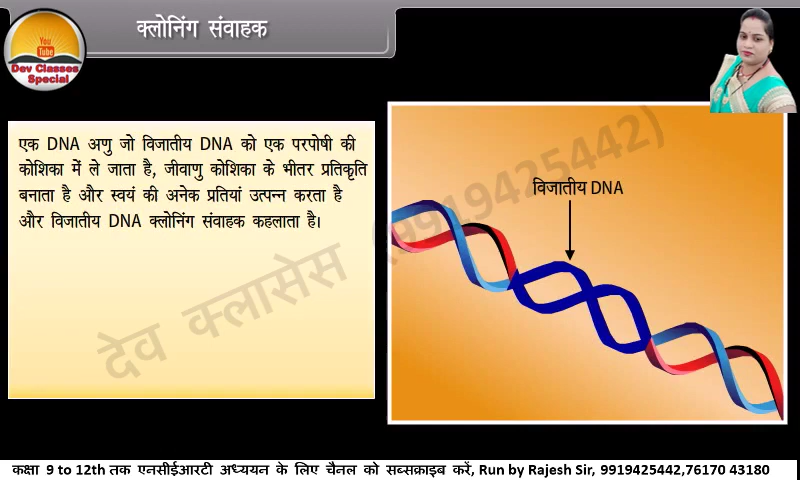 क्लोनिंग संवाहक
You
Tube
Dev Classes
Special
एक DNA अणु जो विजातीय DNA को एक परपोषी की
कोशिका में ले जाता है, जीवाणु कोशिका के भीतर प्रतिकृति
बनाता है और स्वयं की अनेक प्रतियां उत्पन्न करता है
और विजातीय DNA क्लोनिंग संवाहक कहलाता है।
विजातीय DNA
देव क्लासेस (9919425442)
कक्षा 9 to 12th तक एनसीईआरटी अध्ययन के लिए चैनल को सब्सक्राइब करें, Run by Rajesh Sir, 9919425442,76170 43180